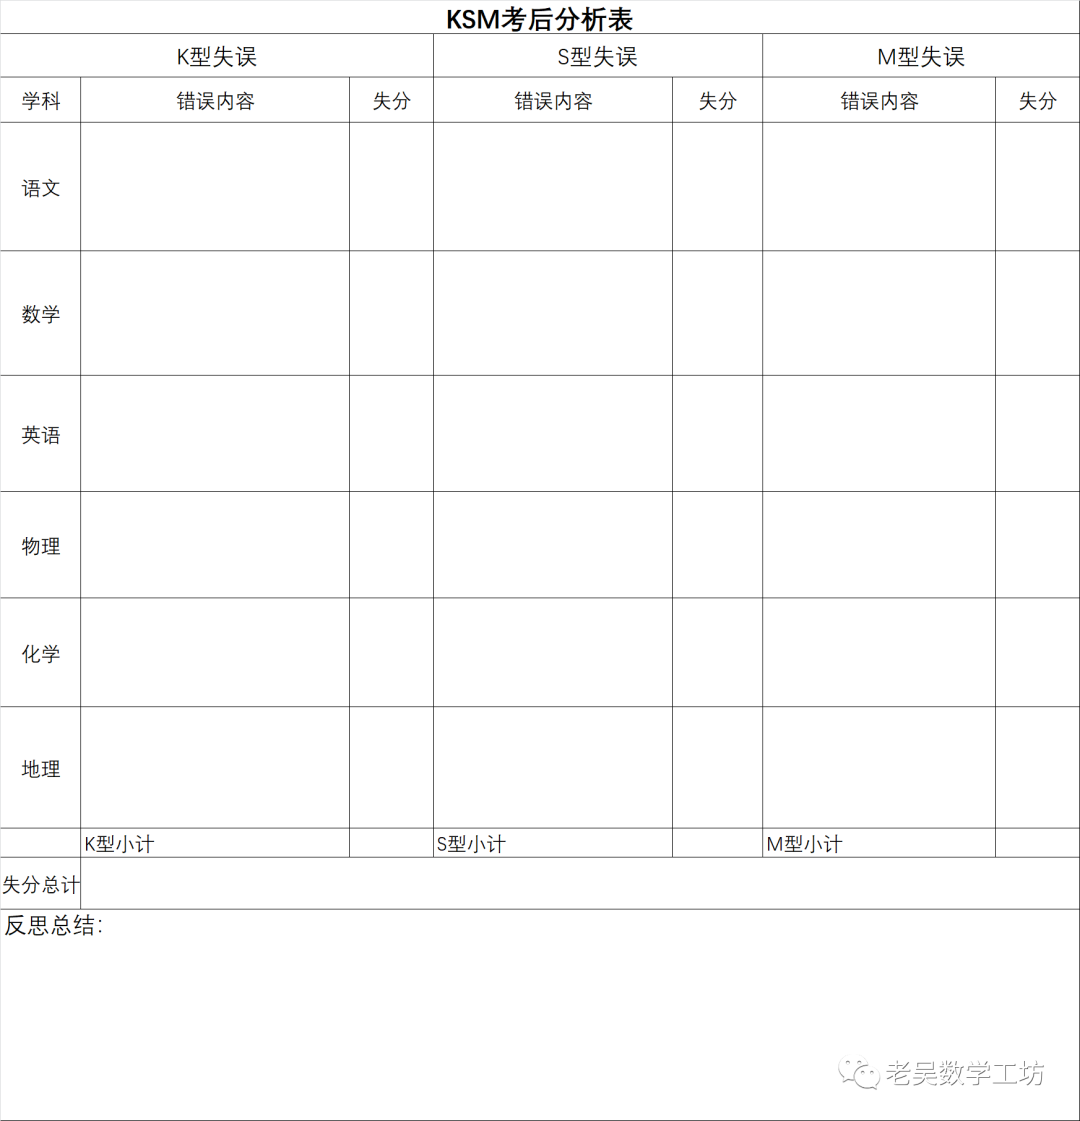 KSM考后分析表
K型失误 S型失误 M型失误
学科 错误内容 失分 错误内容 失分 错误内容 失分
语文
数学
英语
物理
化学
地理
K型小计 S型小计 M型小计
失分总计
反思总结:
老吴数学工坊